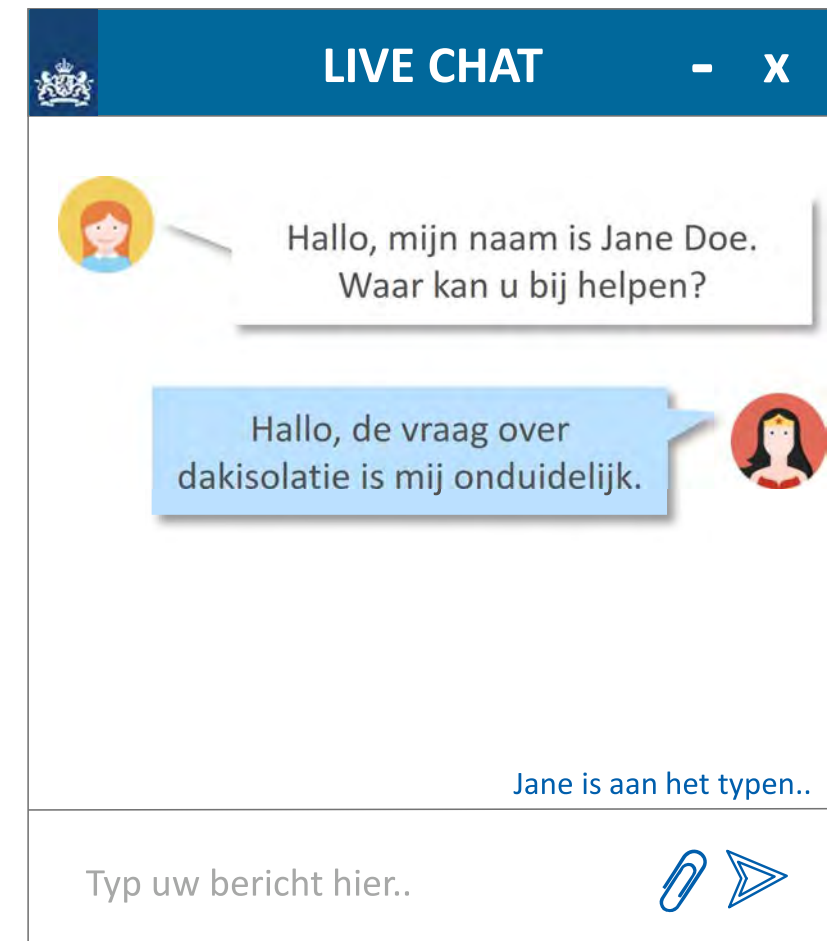 LIVE CHAT - x
Hallo, mijn naam is Jane Doe.
Waar kan u bij helpen?
Hallo, de vraag over
dakisolatie is mij onduidelijk.
Jane is aan het typen..
Typ uw bericht hier..